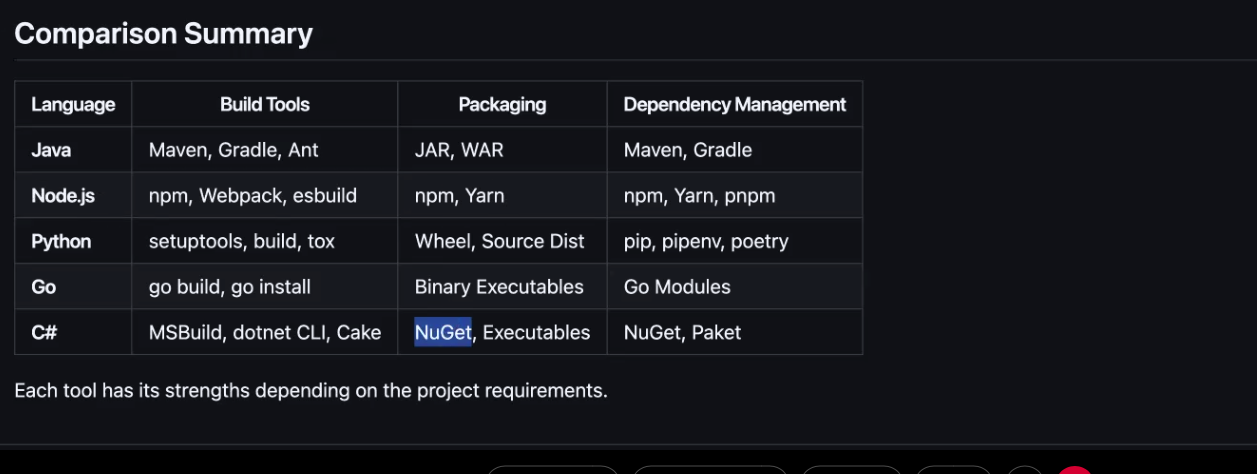 Comparison Summary
Language Build Tools Packaging Dependency Management
Java Maven, Gradle, Ant JAR, WAR Maven, Gradle
Node.js npm, Webpack, esbuild npm, Yarn npm, Yarn, pnpm
Python setuptools, build, tox Wheel, Source Dist pip, pipenv, poetry
Go go build, go install Binary Executables Go Modules
C# MSBuild, dotnet CLI, Cake NuGet, Executables NuGet, Paket
Each tool has its strengths depending on the project requirements.